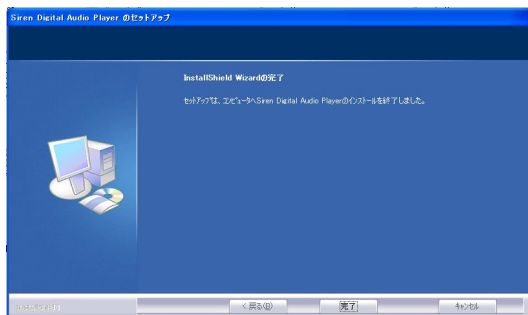 Siren Digital Audio Player のセットアップ
InstallShield Wizardの完了
セットアップは、コンピュータへSiren Digital Audio Playerのインストールを終了しました。
InstallShield
< 戻る(B)
完了
キャンセル